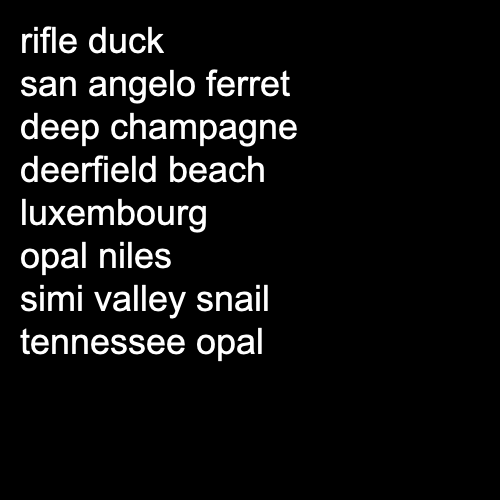 rifle duck
san angelo ferret
deep champagne
deerfield beach
luxembourg
opal niles
simi valley snail
tennessee opal